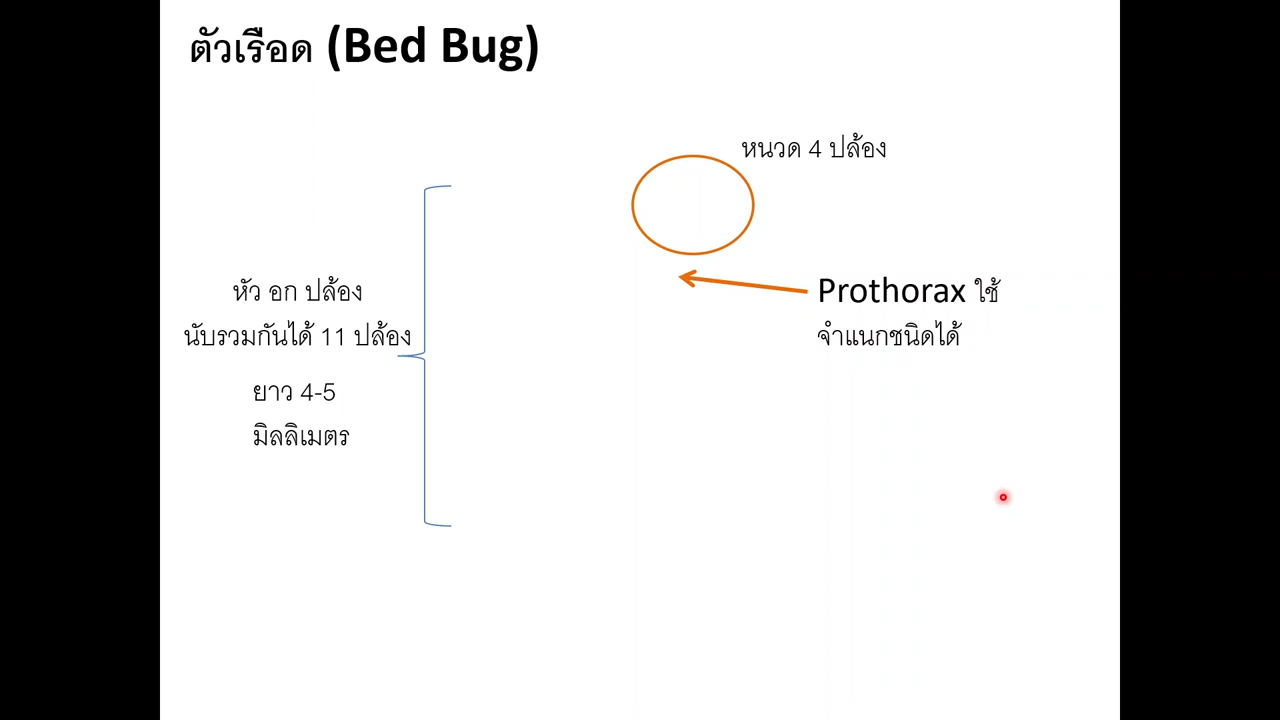 ตัวเรือด (Bed Bug)
หนวด 4 ปล้อง
หัว อก ปล้อง
นับรวมกันได้ 11 ปล้อง
ยาว 4-5
มิลลิเมตร
Prothorax ใช้
จำแนกชนิดได้